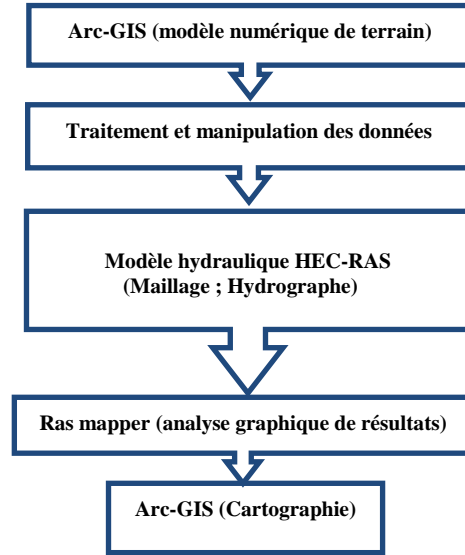 Arc-GIS (modèle numérique de terrain)
Traitement et manipulation des données
Modèle hydraulique HEC-RAS
(Maillage ; Hydrographe)
Ras mapper (analyse graphique de résultats)
Arc-GIS (Cartographie)